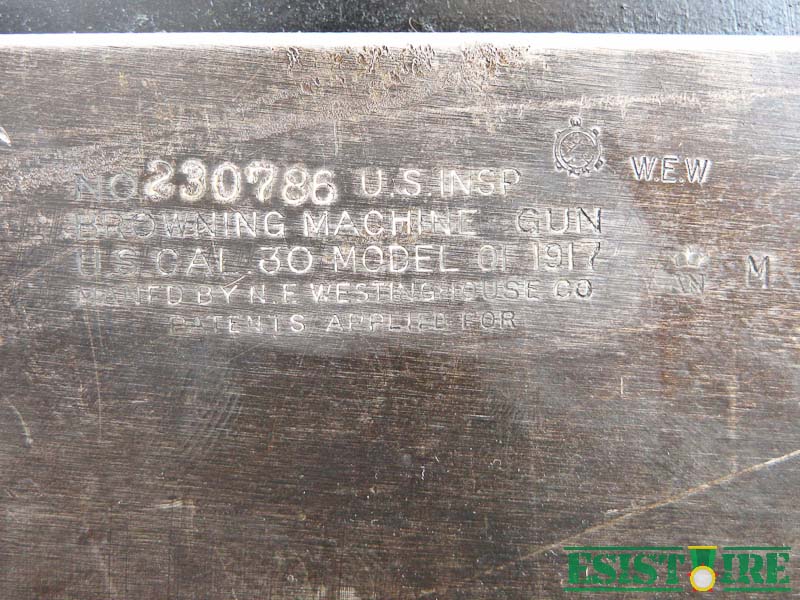 NO 230786 U.S. INSP W.E.W
BROWNING MACHINE GUN
U.S. CAL. 30 MODEL OF 1917
M
MANFD BY N.E. WESTINGHOUSE CO
PATENTS APPLIED FOR
ESISTOIRE